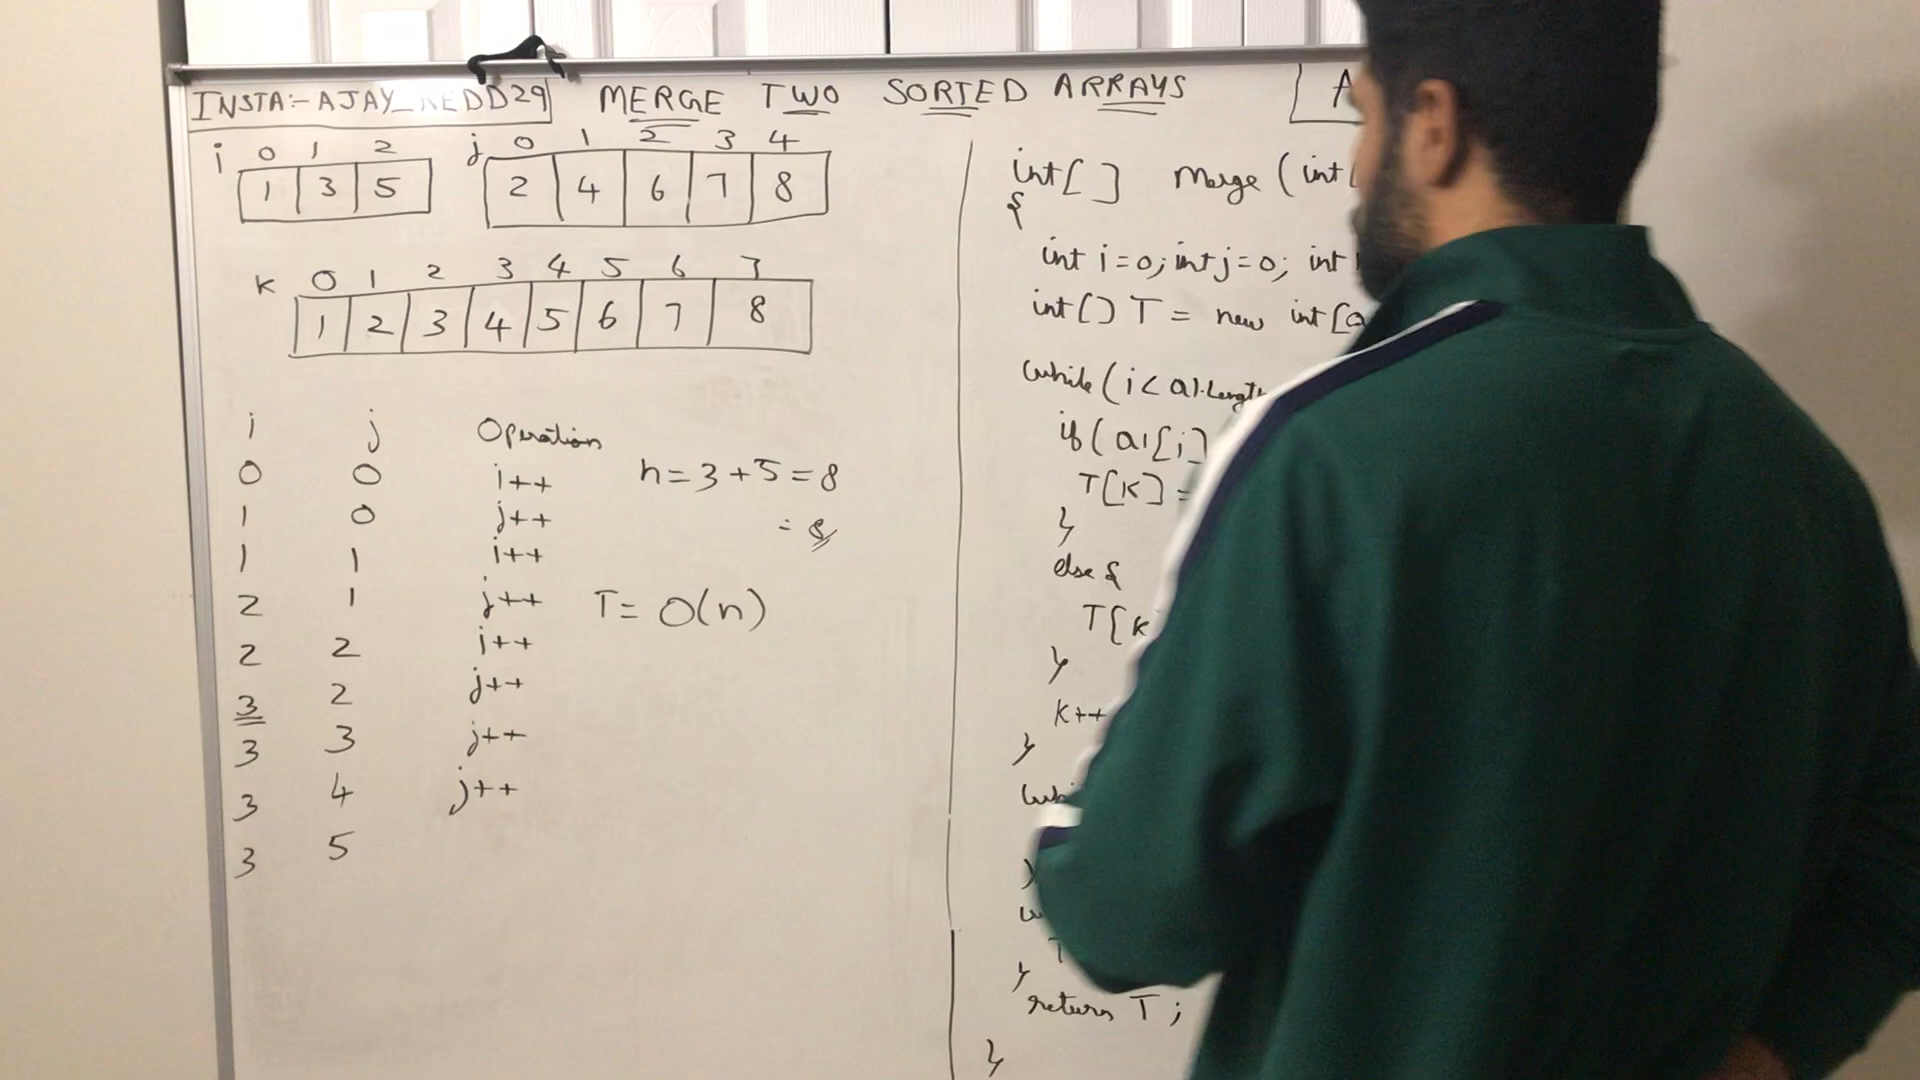 INSTA:-AJAY_NEDD29 MERGE TWO SORTED ARRAYS
i 0 1 2 j 0 1 2 3 4
1 3 5 2 4 6 7 8
k 0 1 2 3 4 5 6 7
1 2 3 4 5 6 7 8
i j Operation
0 0 i++ n=3+5=8
1 0 j++ = 8
1 1 i++
2 1 j++ T= O(n)
2 2 i++
3 2 j++
3 3 j++
3 4 j++
3 5
int[] Merge (int[
{
int i=0; int j=0; int
int[] T = new int[a
while (i< a1.length
if (a1[i]
T[k] =
}
else {
T[k
}
k++
}
}
T
}
return T;
}